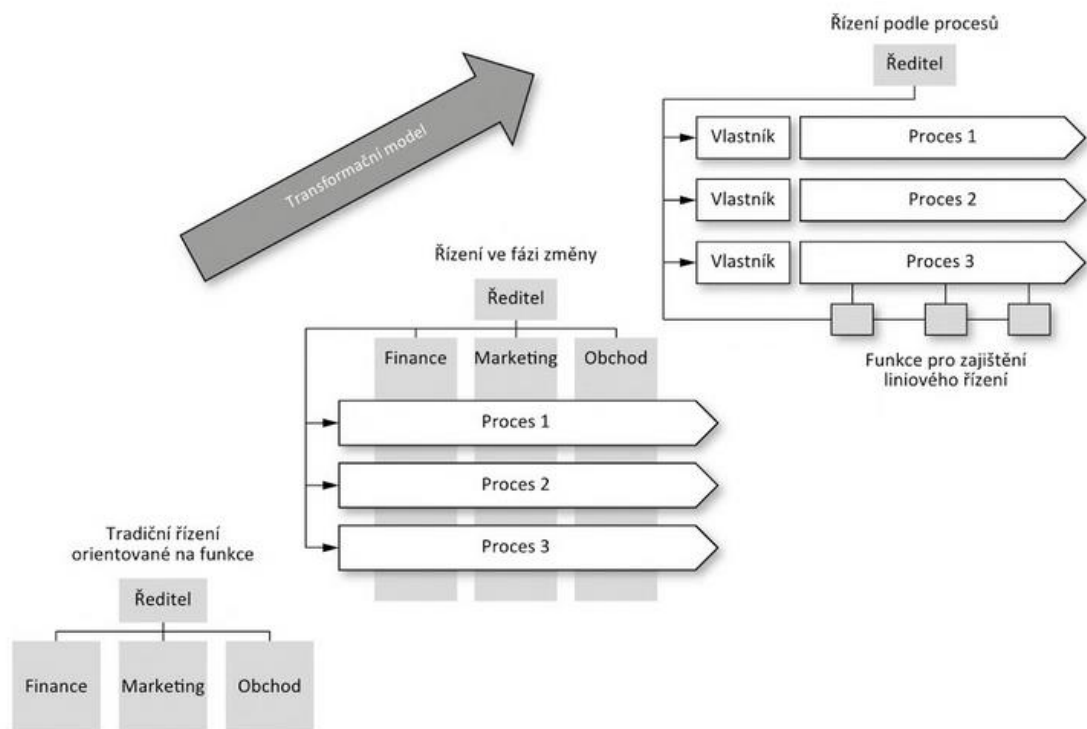 Řízení podle procesů
Ředitel
Vlastník
Proces 1
Vlastník
Proces 2
Vlastník
Proces 3
Funkce pro zajištění
liniového řízení
Transformační model
Řízení ve fázi změny
Ředitel
Finance
Marketing
Obchod
Proces 1
Proces 2
Proces 3
Tradiční řízení
orientované na funkce
Ředitel
Finance
Marketing
Obchod